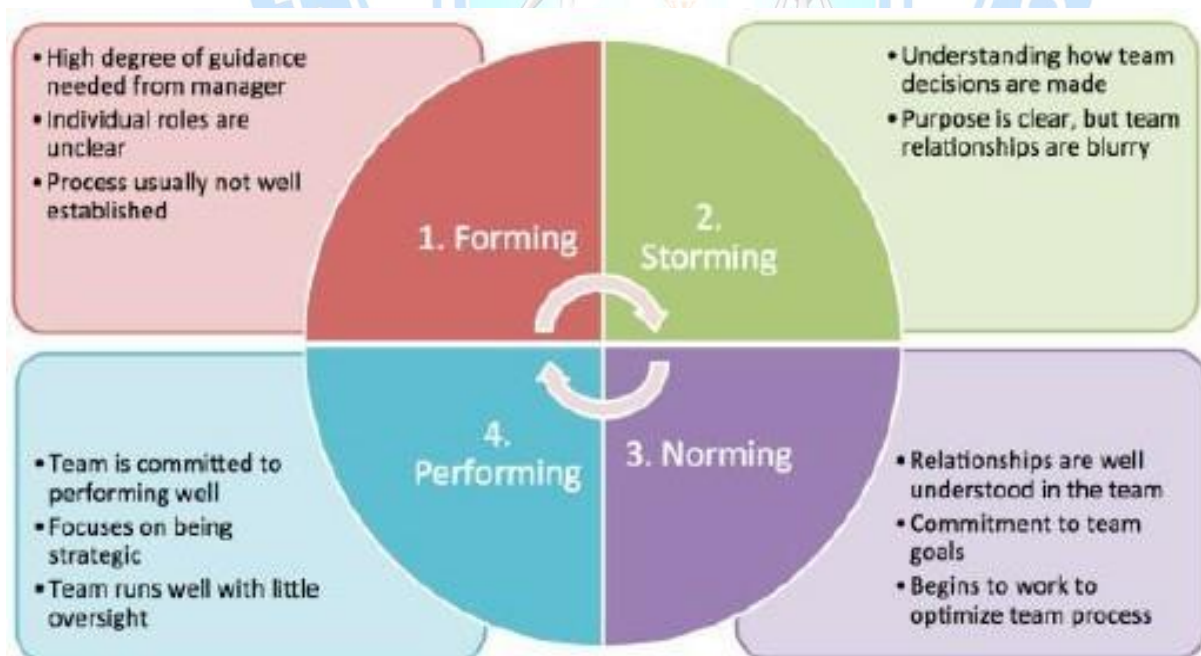 • High degree of guidance
needed from manager
• Individual roles are
unclear
• Process usually not well
established
1. Forming
• Understanding how team
decisions are made
• Purpose is clear, but team
relationships are blurry
2.
Storming
• Relationships are well
understood in the team
• Commitment to team
goals
• Begins to work to
optimize team process
3. Norming
• Team is committed to
performing well
• Focuses on being
strategic
• Team runs well with little
oversight
4.
Performing